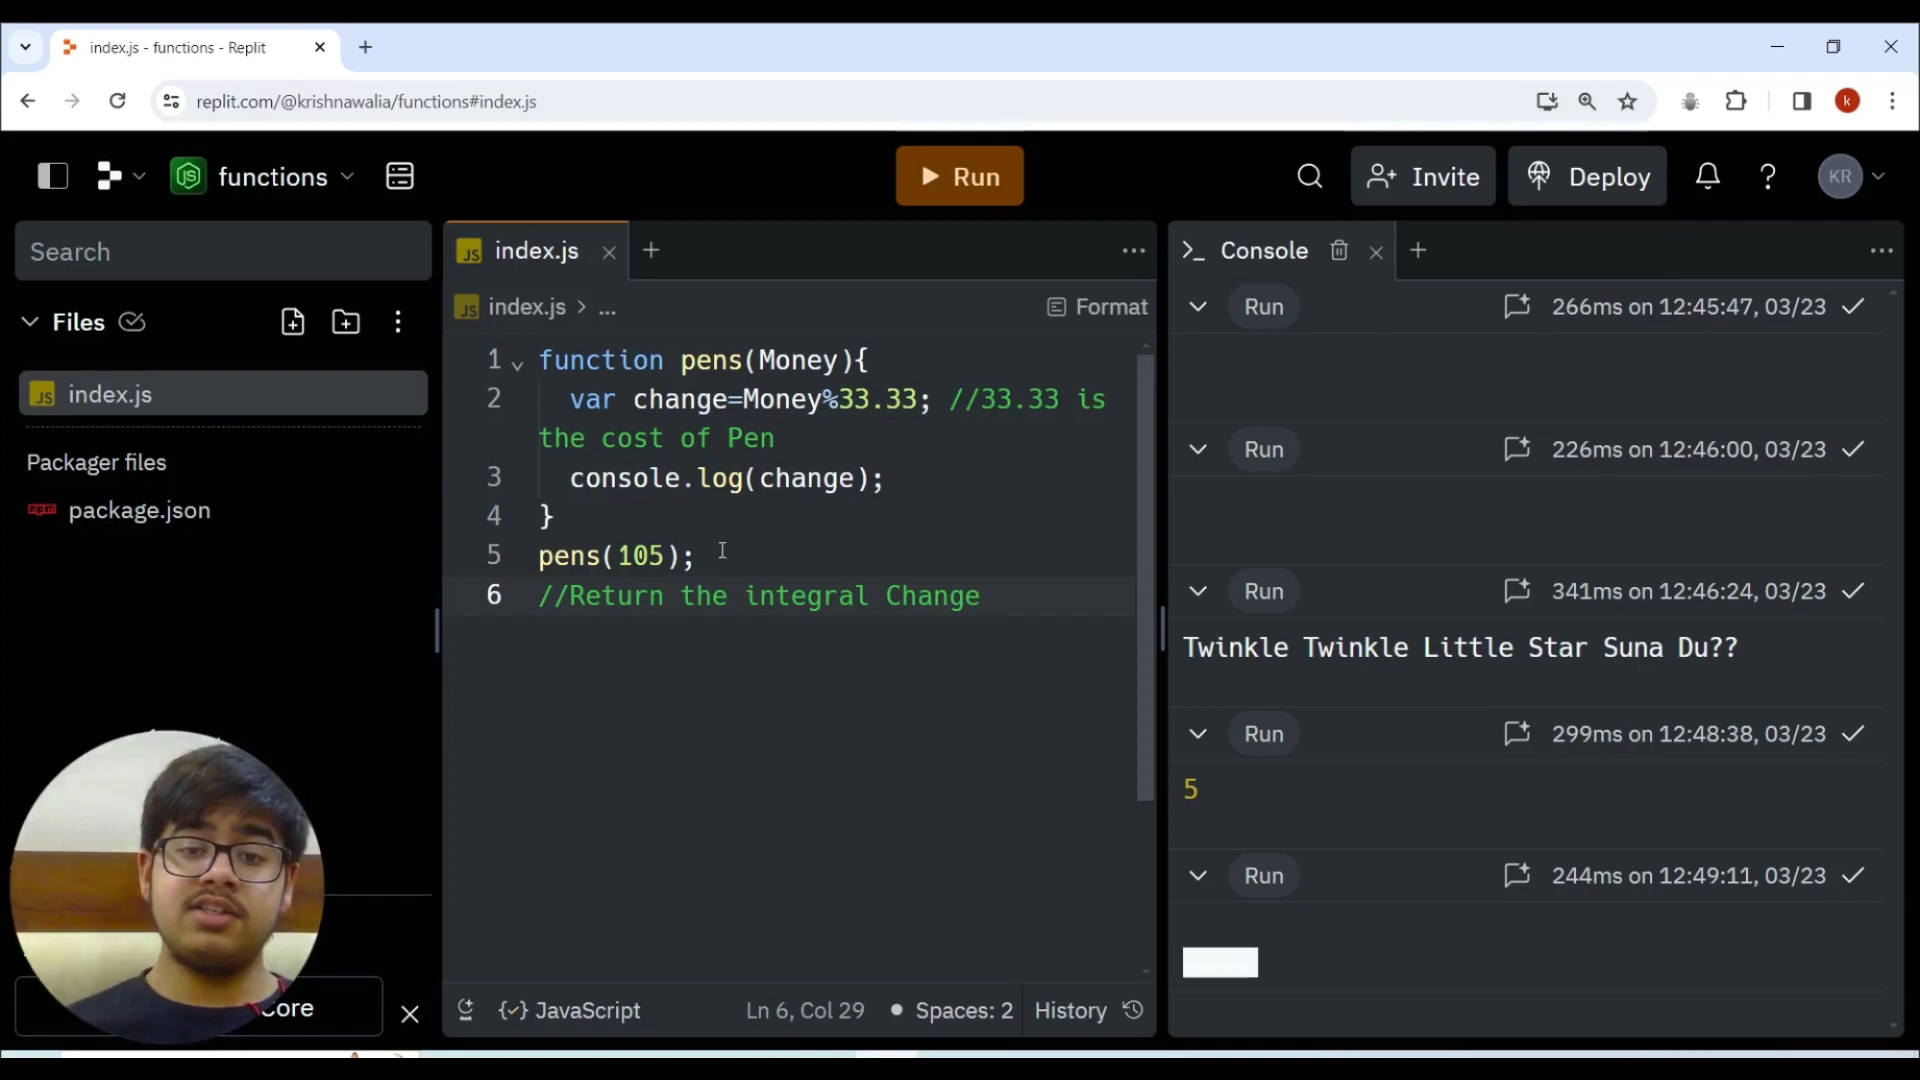 index.js - functions - Replit
replit.com/@krishnawalia/functions#index.js
k
functions
Run
Invite
Deploy
KR
Search
Files
index.js
Packager files
package.json
Core
JS index.js
JS index.js > ...
Format
1 function pens(Money){
2 var change=Money%33.33; //33.33 is
the cost of Pen
3 console.log(change);
4 }
5 pens(105);
6 //Return the integral Change
JavaScript
Ln 6, Col 29
Spaces: 2
History
Console
Run 266ms on 12:45:47, 03/23
Run 226ms on 12:46:00, 03/23
Run 341ms on 12:46:24, 03/23
Twinkle Twinkle Little Star Suna Du??
Run 299ms on 12:48:38, 03/23
5
Run 244ms on 12:49:11, 03/23